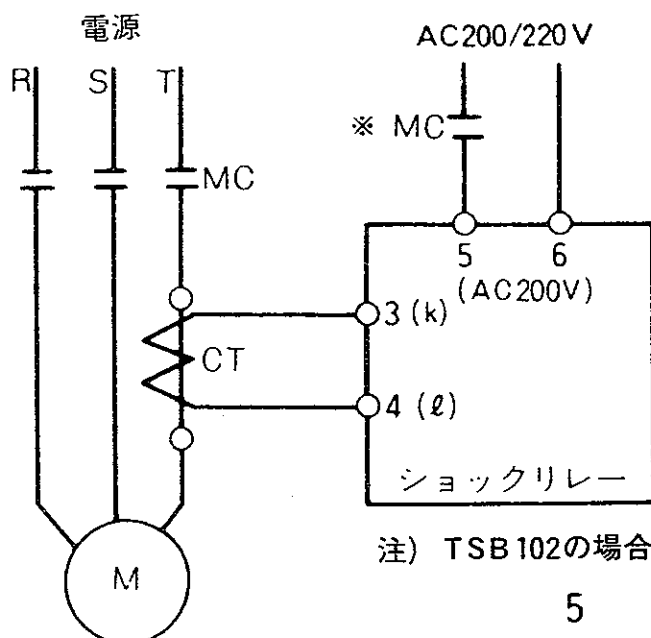 電源
AC200/220V
R S T
※ MC
MC
5 6
(AC200V)
3 (k)
CT
4 (ℓ)
ショックリレー
M
注) TSB102の場合
5